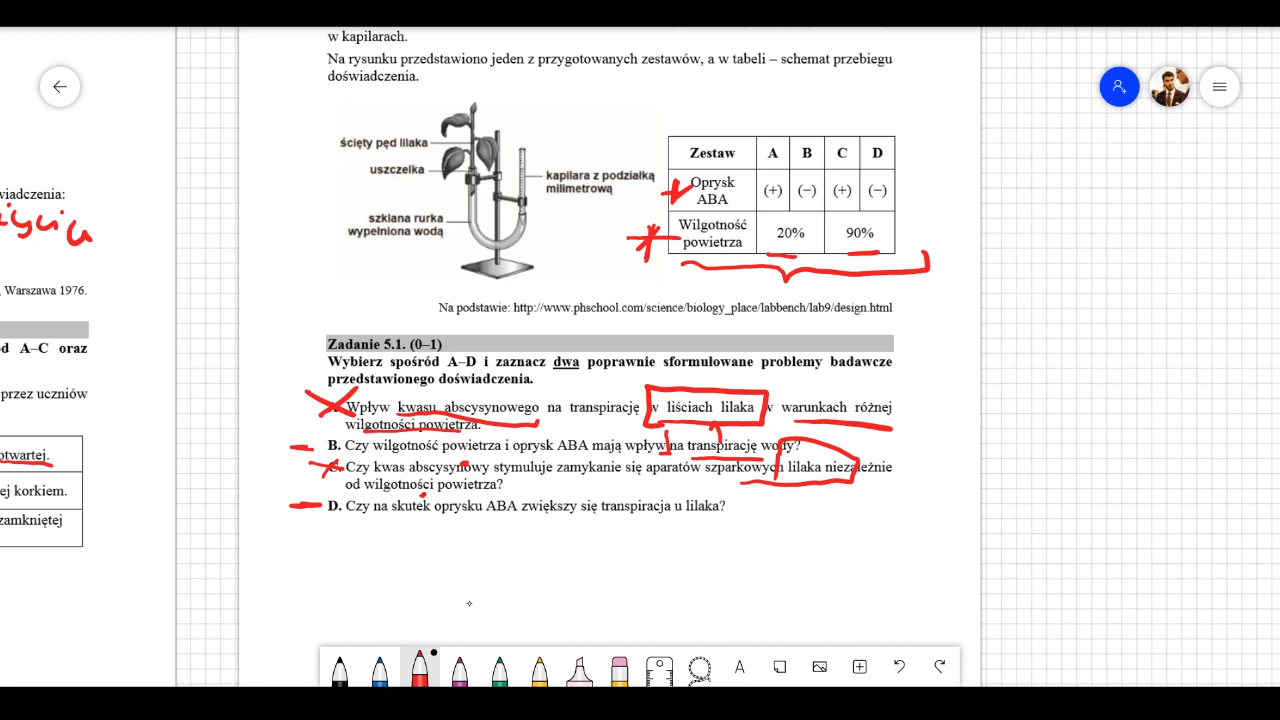 w kapilarach.
Na rysunku przedstawiono jeden z przygotowanych zestawów, a w tabeli – schemat przebiegu
doświadczenia.
ścięty pęd lilaka
uszczelka
kapilara z podziałką
milimetrową
szklana rurka
wypełniona wodą
Zestaw A B C D
Oprysk
ABA
(+) (−) (+) (−)
Wilgotność
powietrza
20% 90%
Na podstawie: http://www.phschool.com/science/biology_place/labbench/lab9/design.html
Zadanie 5.1. (0–1)
Wybierz spośród A–D i zaznacz dwa poprawnie sformułowane problemy badawcze
przedstawionego doświadczenia.
Wpływ kwasu abscysynowego na transpirację w liściach lilaka w warunkach różnej
wilgotności powietrza.
B. Czy wilgotność powietrza i oprysk ABA mają wpływ na transpirację wody?
C. Czy kwas abscysynowy stymuluje zamykanie się aparatów szparkowych lilaka niezależnie
od wilgotności powietrza?
D. Czy na skutek oprysku ABA zwiększy się transpiracja u lilaka?
wiadczenia:
, Warszawa 1976.
d A–C oraz
przez uczniów
otwartej.
ej korkiem.
zamkniętej
A